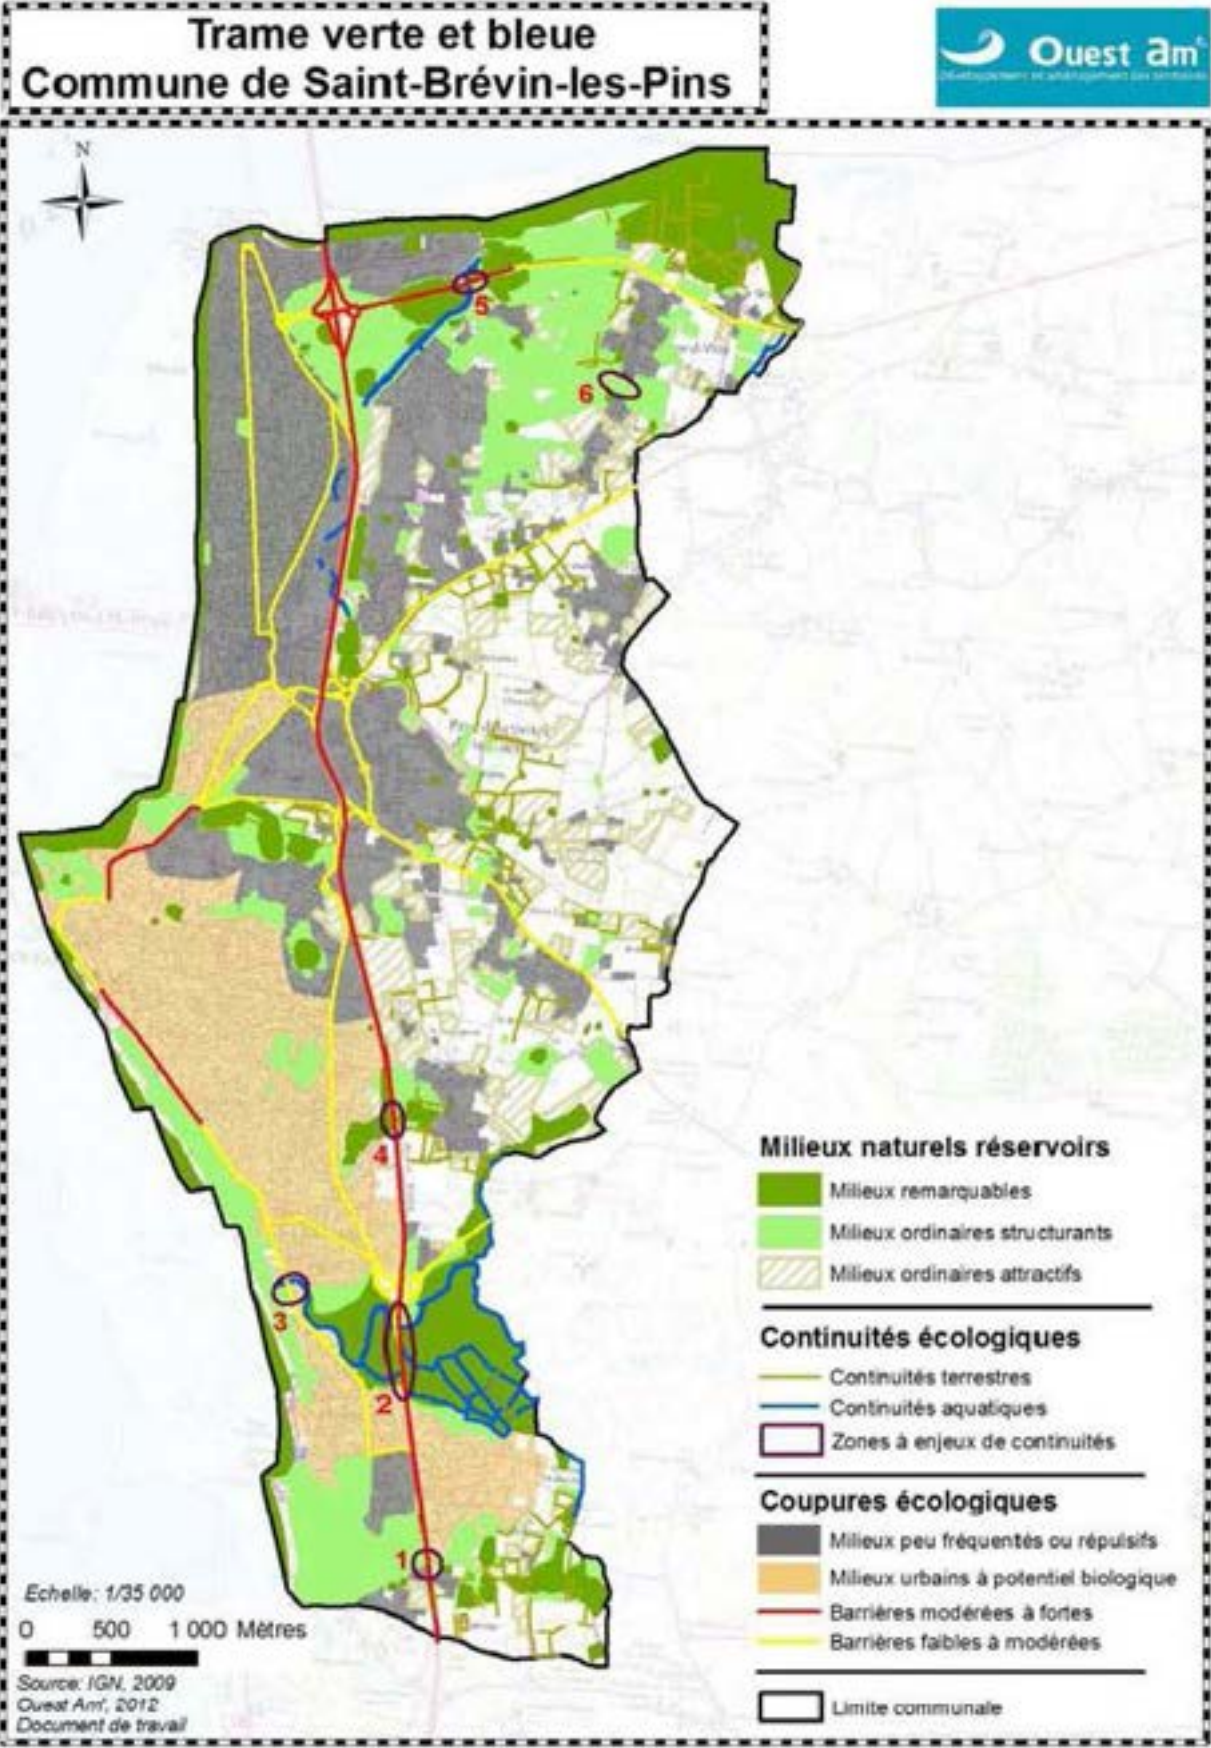 Trame verte et bleue
Commune de Saint-Brévin-les-Pins
Ouest am'
N
5
6
4
3
2
1
Milieux naturels réservoirs
Milieux remarquables
Milieux ordinaires structurants
Milieux ordinaires attractifs
Continuités écologiques
Continuités terrestres
Continuités aquatiques
Zones à enjeux de continuités
Coupures écologiques
Milieux peu fréquentés ou répulsifs
Milieux urbains à potentiel biologique
Barrières modérées à fortes
Barrières faibles à modérées
Limite communale
Echelle: 1/35 000
0 500 1 000 Mètres
Source: IGN, 2009
Ouest Am', 2012
Document de travail